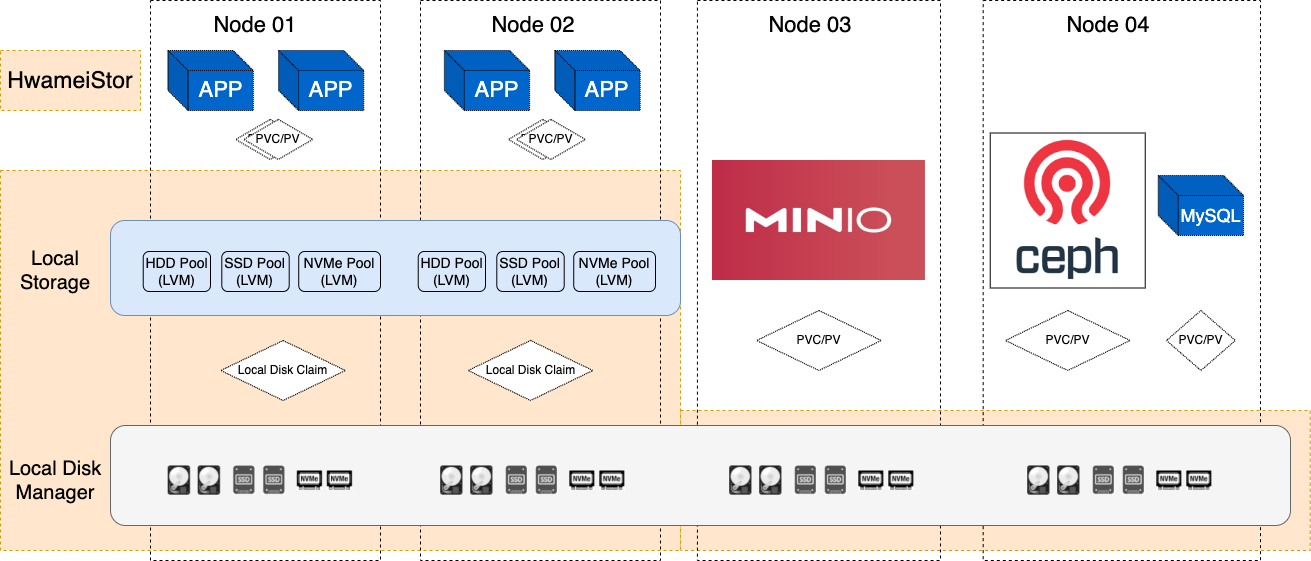 Node 01
Node 02
Node 03
Node 04
HwameiStor
APP
APP
APP
APP
PVC/PV
PVC/PV
MINIO
ceph
MySQL
Local
Storage
HDD Pool
(LVM)
SSD Pool
(LVM)
NVMe Pool
(LVM)
HDD Pool
(LVM)
SSD Pool
(LVM)
NVMe Pool
(LVM)
PVC/PV
PVC/PV
PVC/PV
Local Disk Claim
Local Disk Claim
Local Disk
Manager
SSD
SSD
NVMe
NVMe
SSD
SSD
NVMe
NVMe
SSD
SSD
NVMe
NVMe
SSD
SSD
NVMe
NVMe